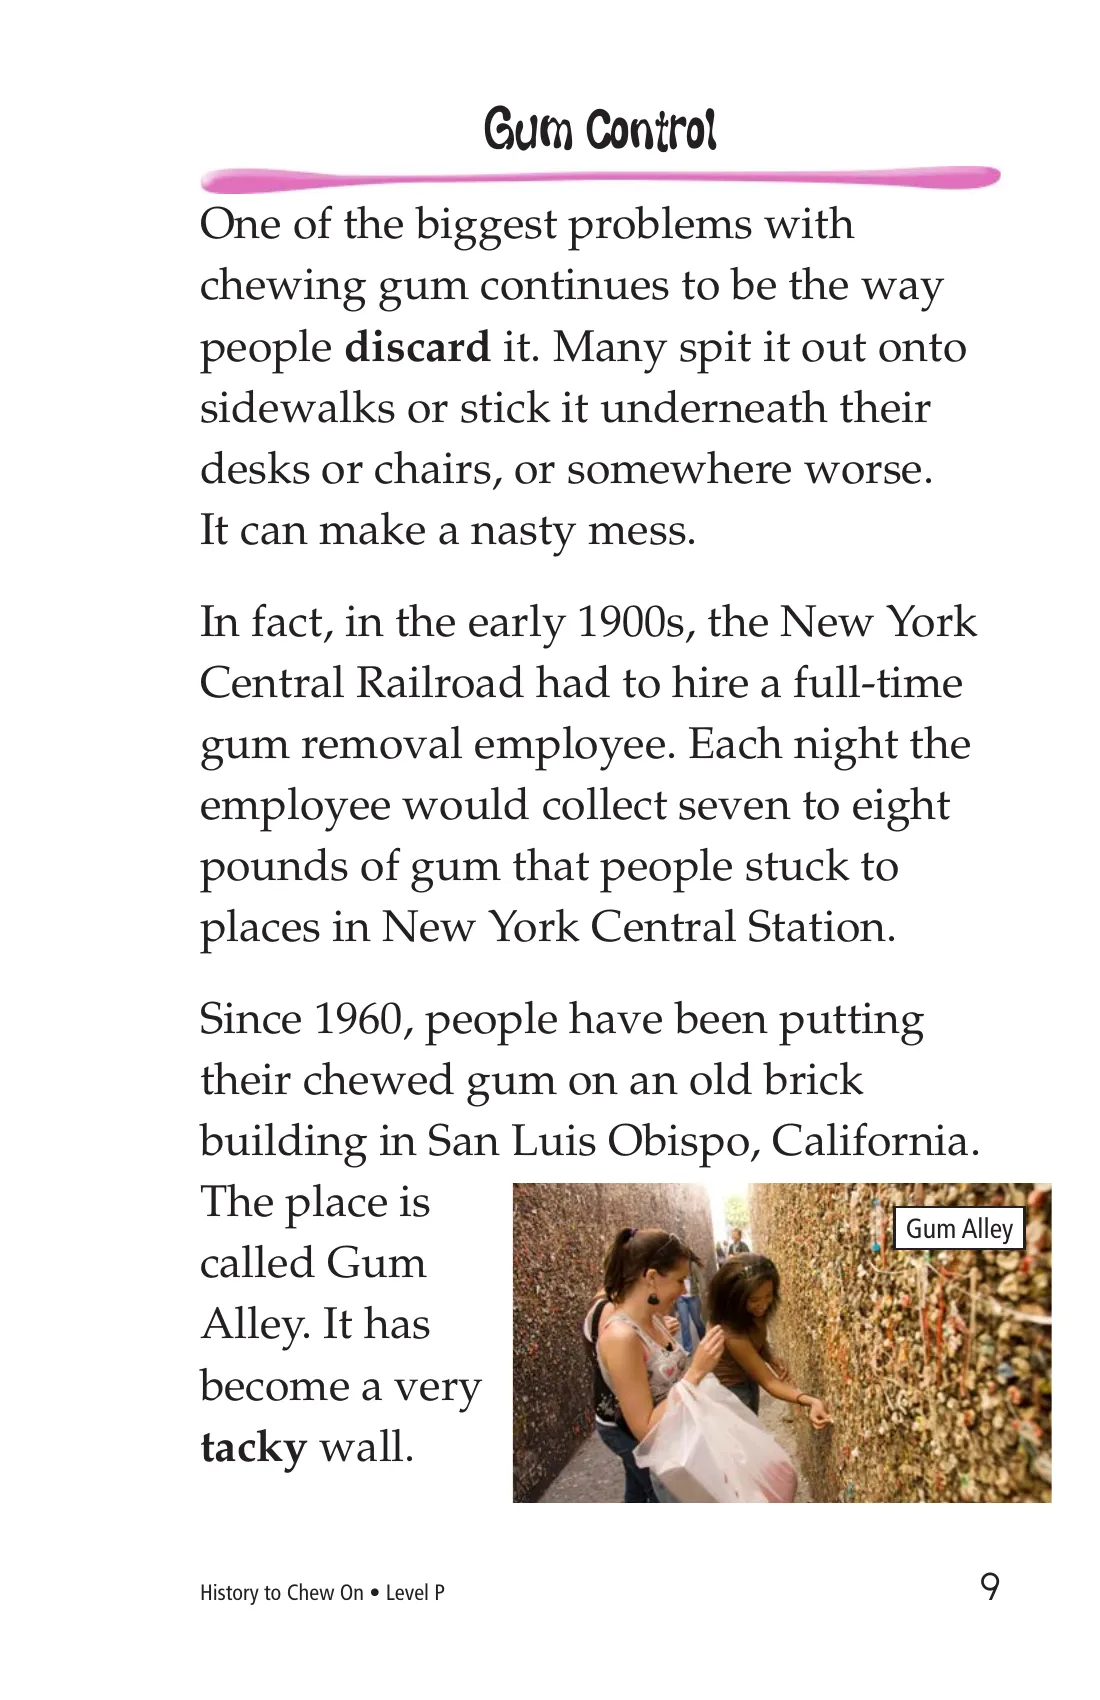 Gum Control
One of the biggest problems with
chewing gum continues to be the way
people discard it. Many spit it out onto
sidewalks or stick it underneath their
desks or chairs, or somewhere worse.
It can make a nasty mess.
In fact, in the early 1900s, the New York
Central Railroad had to hire a full-time
gum removal employee. Each night the
employee would collect seven to eight
pounds of gum that people stuck to
places in New York Central Station.
Since 1960, people have been putting
their chewed gum on an old brick
building in San Luis Obispo, California.
The place is
called Gum
Alley. It has
become a very
tacky wall.
Gum Alley
History to Chew On • Level P
9